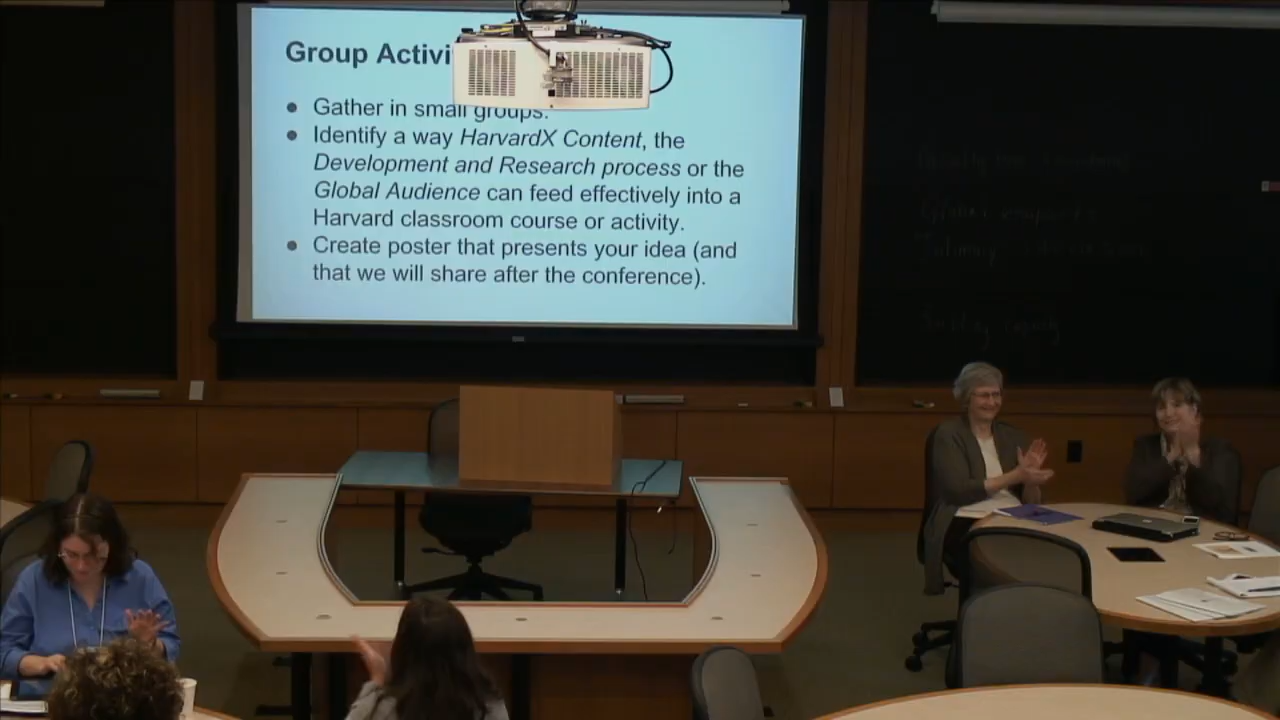 Group Activi
● Gather in small groups.
● Identify a way HarvardX Content, the
Development and Research process or the
Global Audience can feed effectively into a
Harvard classroom course or activity.
● Create poster that presents your idea (and
that we will share after the conference).